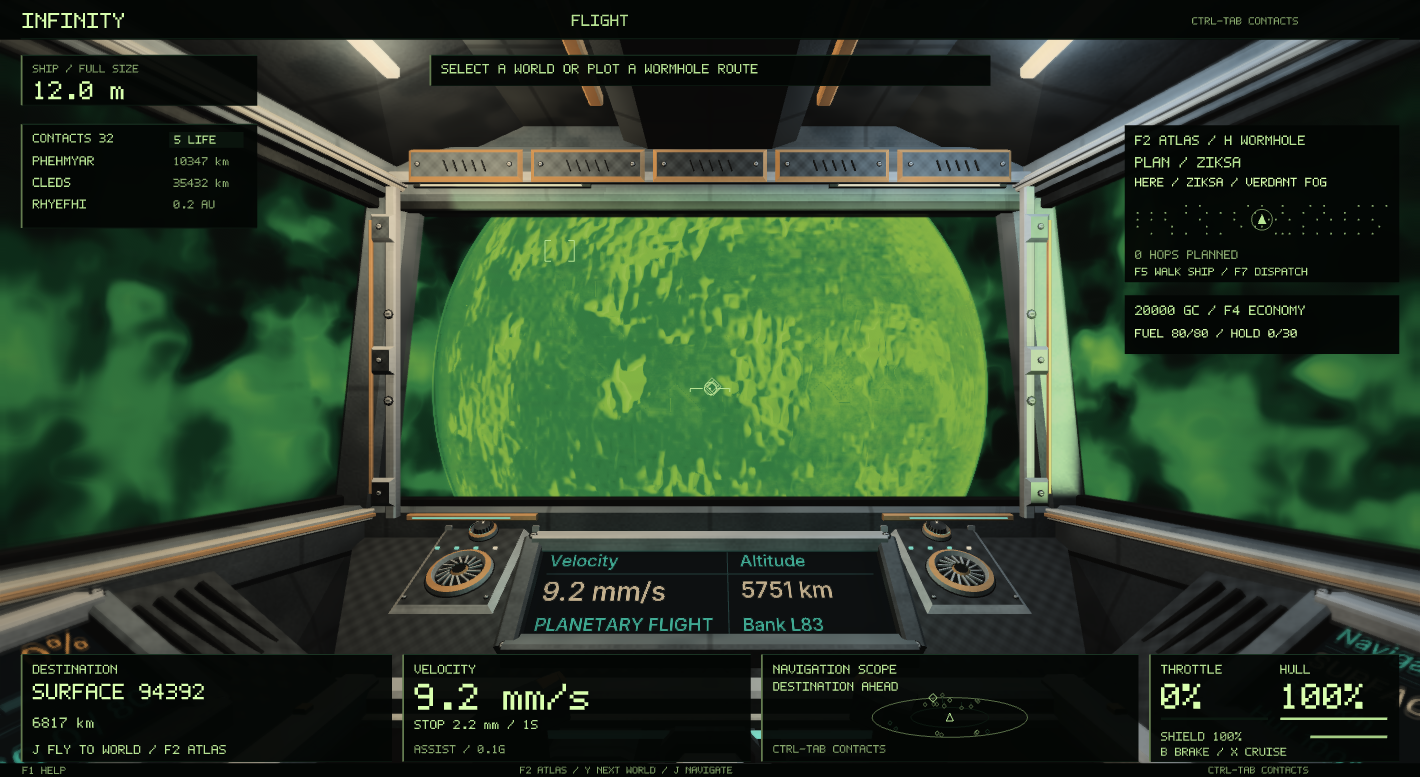 INFINITY
FLIGHT
CTRL-TAB CONTACTS
SHIP / FULL SIZE
12.0 m
SELECT A WORLD OR PLOT A WORMHOLE ROUTE
CONTACTS 32 5 LIFE
PHEHMYAR 10347 km
CLEDS 35432 km
RHYEFHI 0.2 AU
F2 ATLAS / H WORMHOLE
PLAN / ZIKSA
HERE / ZIKSA / VERDANT FOG
0 HOPS PLANNED
F5 WALK SHIP / F7 DISPATCH
20000 GC / F4 ECONOMY
FUEL 80/80 / HOLD 0/30
Velocity Altitude
9.2 mm/s 5751 km
PLANETARY FLIGHT Bank L83
DESTINATION
SURFACE 94392
6817 km
J FLY TO WORLD / F2 ATLAS
VELOCITY
9.2 mm/s
STOP 2.2 mm / 1S
ASSIST / 0.1G
NAVIGATION SCOPE
DESTINATION AHEAD
CTRL-TAB CONTACTS
THROTTLE HULL
0% 100%
SHIELD 100%
B BRAKE / X CRUISE
F1 HELP
F2 ATLAS / Y NEXT WORLD / J NAVIGATE
CTRL-TAB CONTACTS